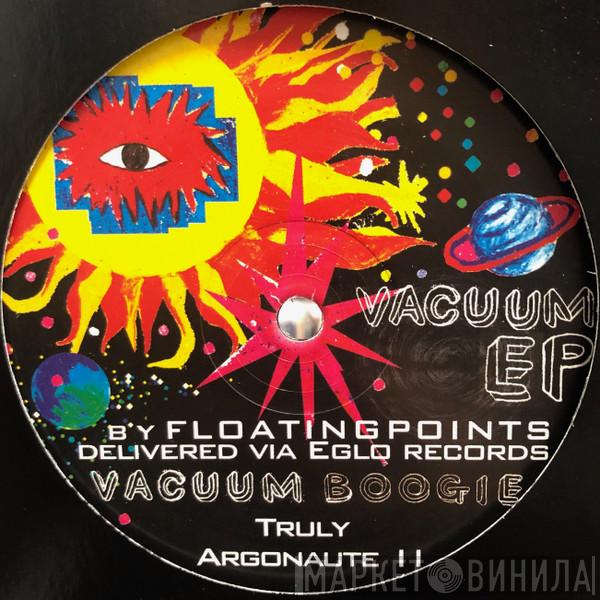 VACUUM
EP
BY FLOATINGPOINTS
DELIVERED VIA EGLO RECORDS
VACUUM BOOGIE
TRULY
ARGONAUTE II
МАРКЕТ ВИНИЛА